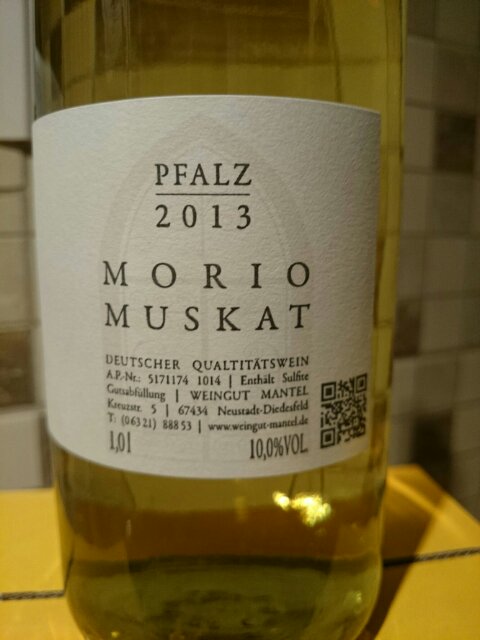 PFALZ
2013
MORIO
MUSKAT
DEUTSCHER QUALTITÄTSWEIN
A.P.-Nr.: 5171174 1014 | Enthält Sulfite
Gutsabfüllung | WEINGUT MANTEL
Kreuzstr. 5 | 67434 Neustadt-Diedesfeld
T: (06321) 88853 | www.weingut-mantel.de
1,0l 10,0%VOL.